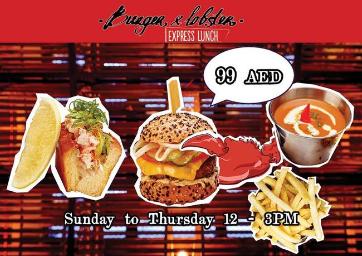 Burger & Lobster
EXPRESS LUNCH
99 AED
Sunday to Thursday 12 - 3PM